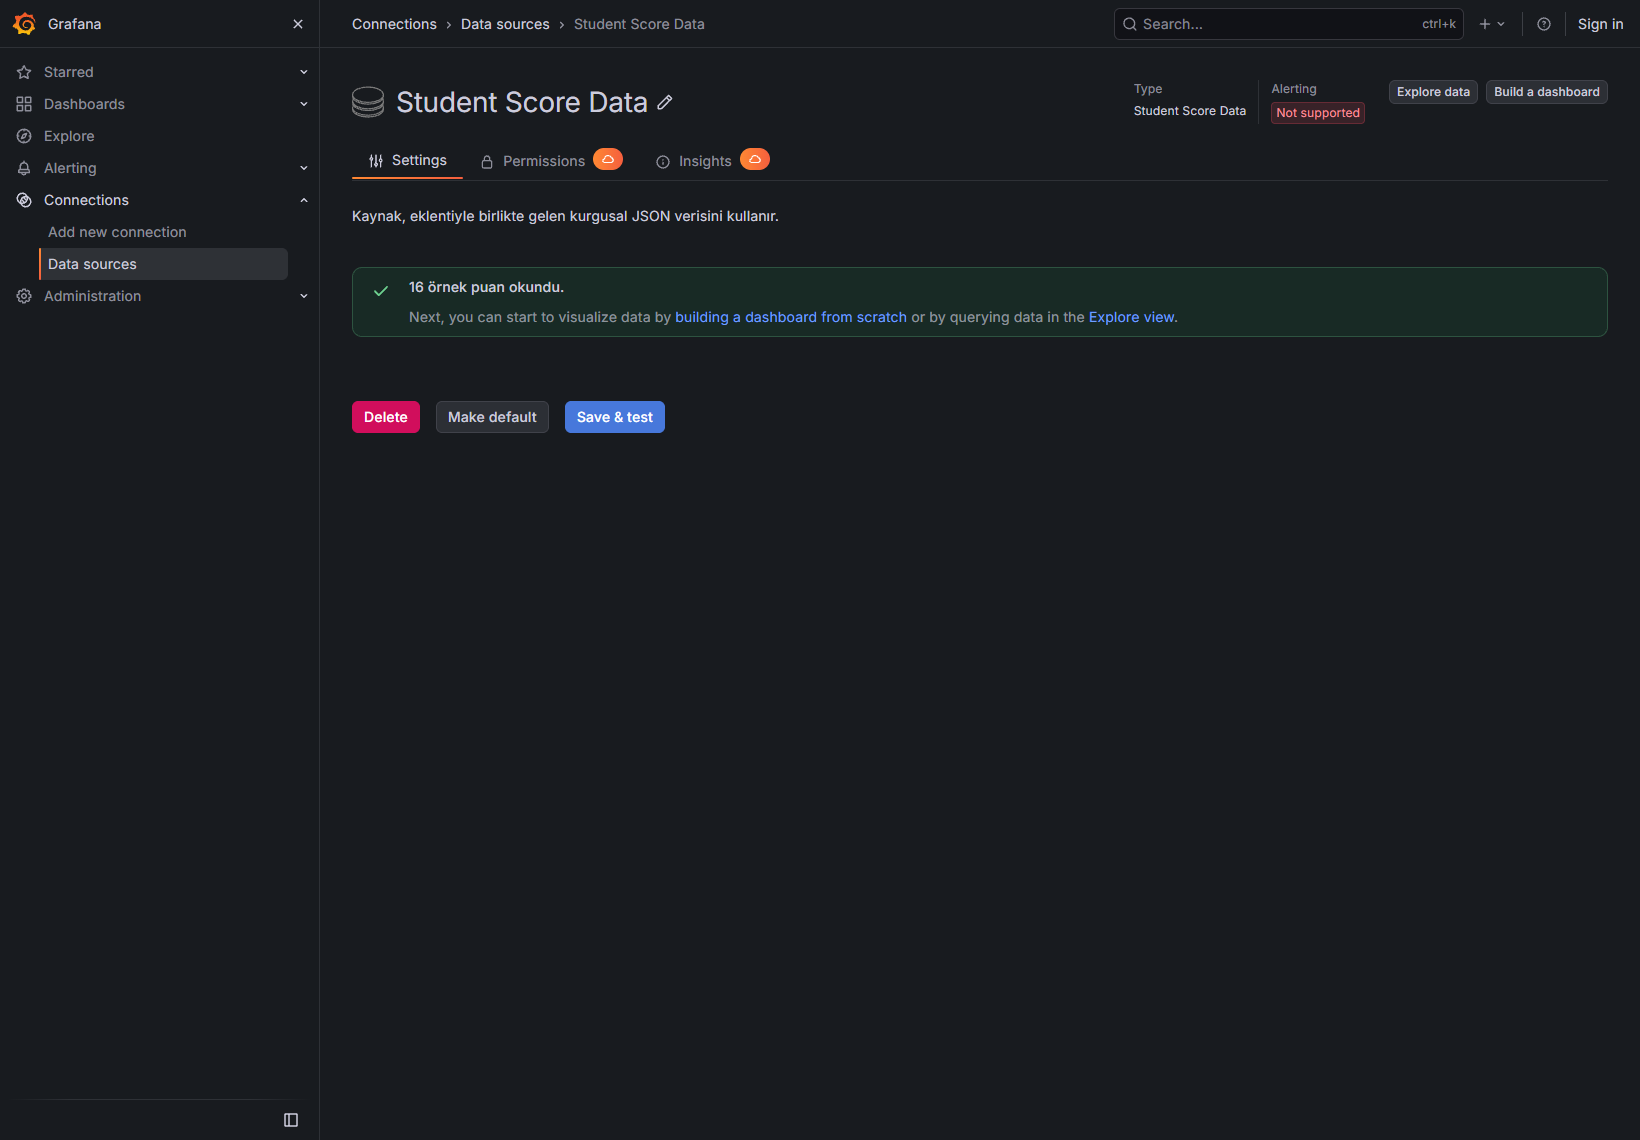 Grafana
Connections > Data sources > Student Score Data
Search...
ctrl+k
Sign in
Starred
Dashboards
Explore
Alerting
Connections
Add new connection
Data sources
Administration
Student Score Data
Type
Student Score Data
Alerting
Not supported
Explore data
Build a dashboard
Settings
Permissions
Insights
Kaynak, eklentiyle birlikte gelen kurgusal JSON verisini kullanır.
16 örnek puan okundu.
Next, you can start to visualize data by building a dashboard from scratch or by querying data in the Explore view.
Delete
Make default
Save & test